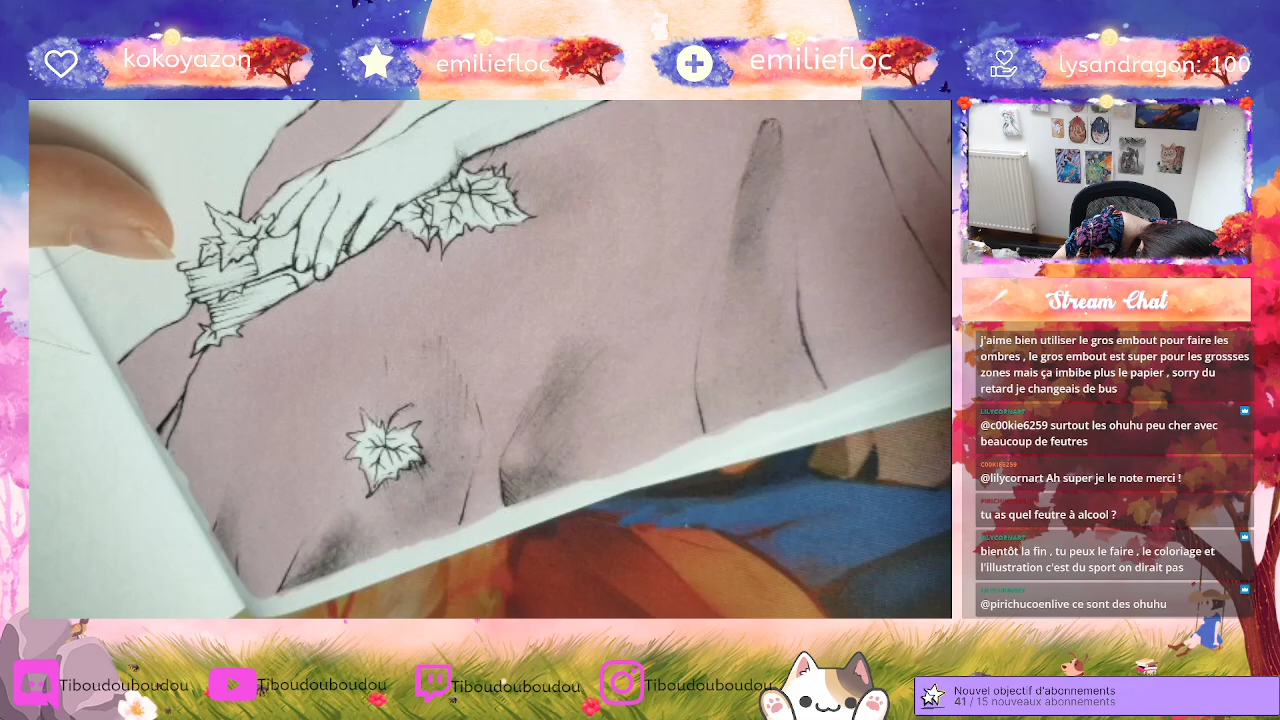 kokoyazon
emiliefloc
emiliefloc
lysandragon: 100
Stream Chat
j'aime bien utiliser le gros embout pour faire les
ombres , le gros embout est super pour les grossses
zones mais ça imbibe plus le papier , sorry du
retard je changeais de bus
LILYCORNART
@c00kie6259 surtout les ohuhu peu cher avec
beaucoup de feutres
C00KIE6259
@lilycornart Ah super je le note merci !
tu as quel feutre à alcool ?
LILYCORNART
bientôt la fin , tu peux le faire , le coloriage et
l'illustration c'est du sport on dirait pas
@pirichucoenlive ce sont des ohuhu
Tiboudouboudou
Tiboudouboudou
Tiboudouboudou
Tiboudouboudou
Nouvel objectif d'abonnements
41 / 15 nouveaux abonnements